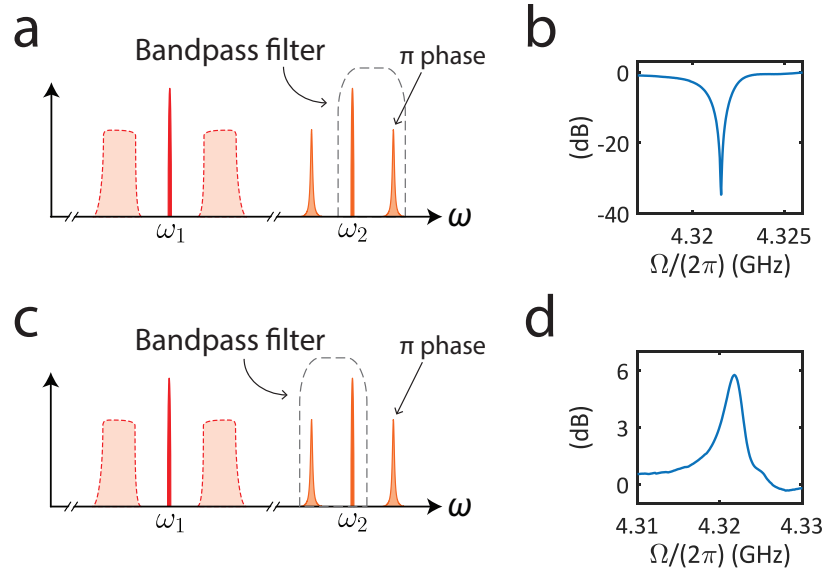 a
Bandpass filter
π phase
ω₁
ω₂
ω
b
0
-20
-40
(dB)
4.32
4.325
Ω/(2π) (GHz)
c
Bandpass filter
π phase
ω₁
ω₂
ω
d
6
3
0
(dB)
4.31
4.32
4.33
Ω/(2π) (GHz)